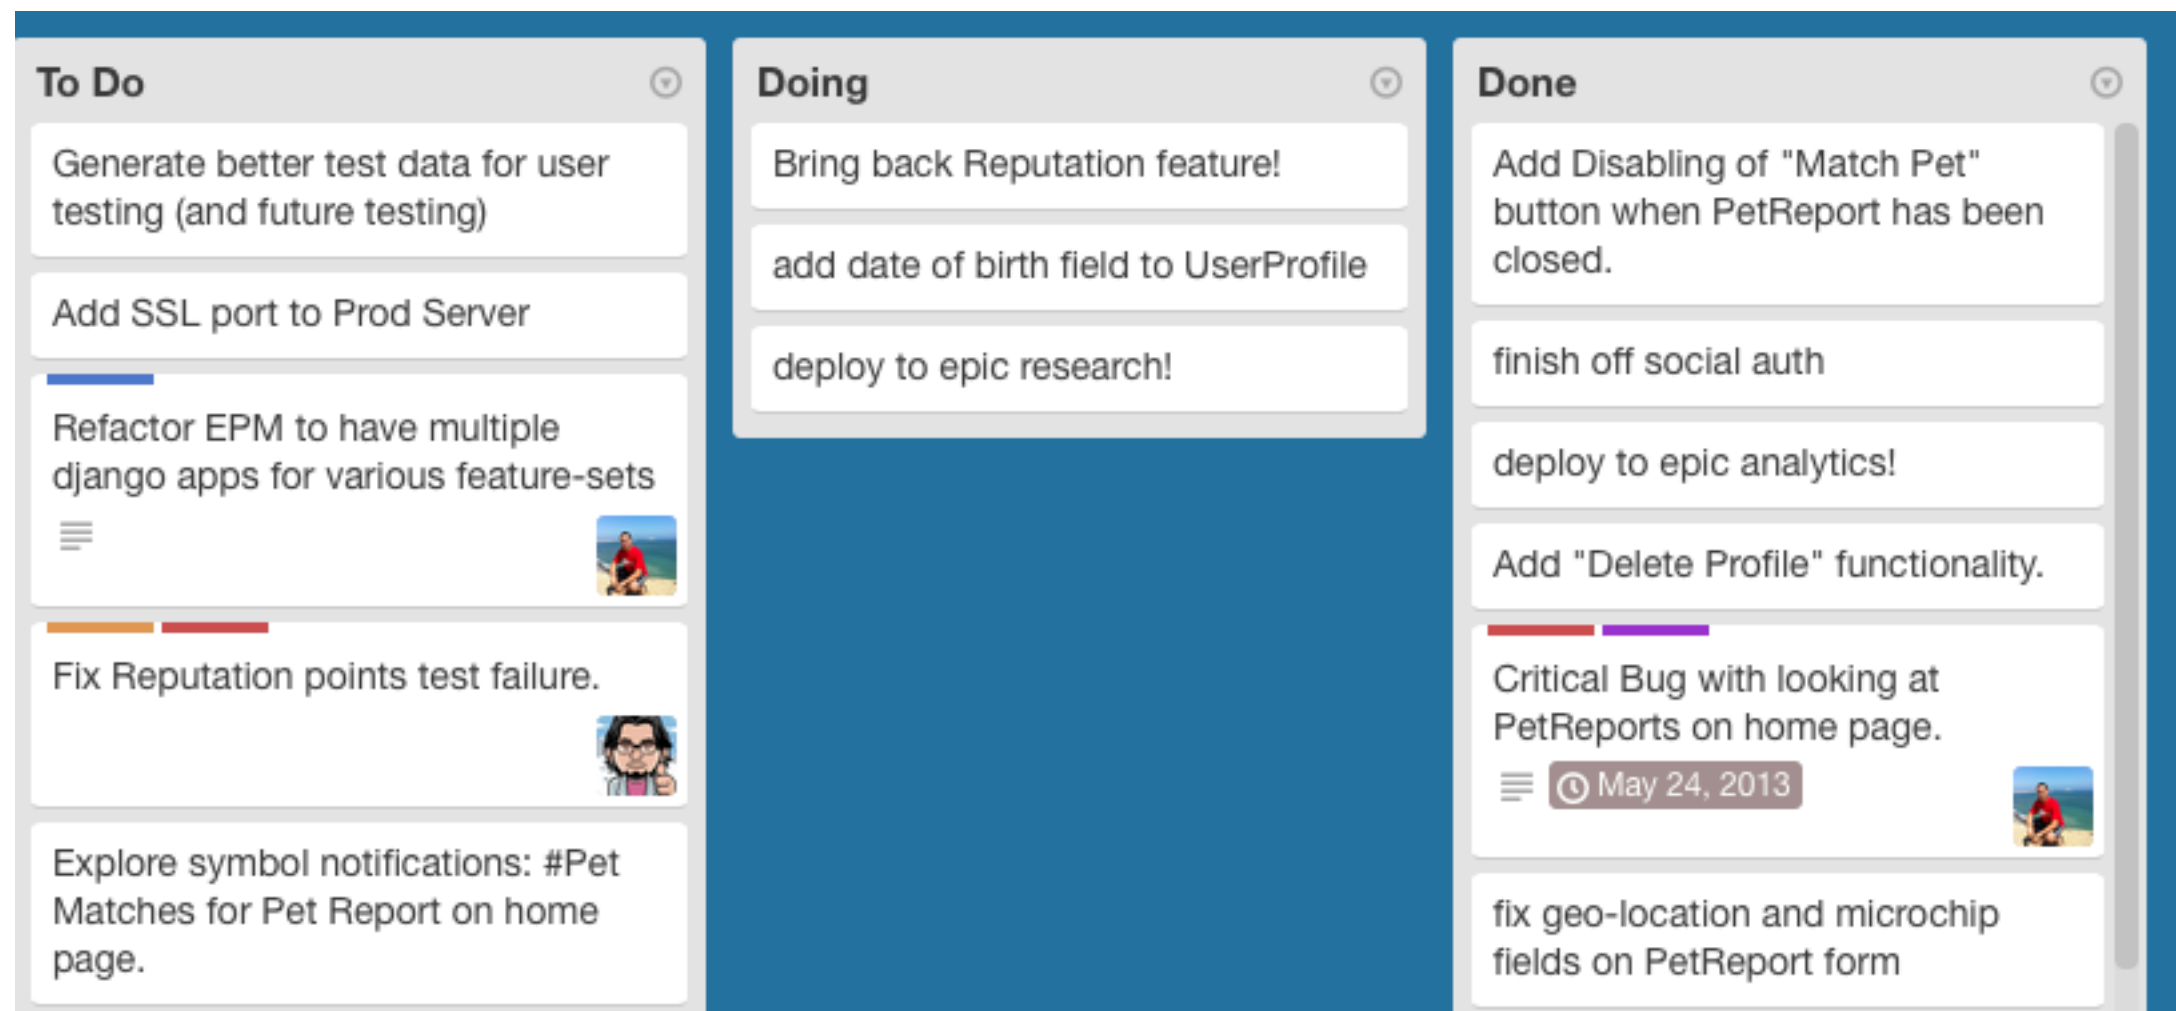 To Do
Generate better test data for user
testing (and future testing)
Add SSL port to Prod Server
Refactor EPM to have multiple
django apps for various feature-sets
Fix Reputation points test failure.
Explore symbol notifications: #Pet
Matches for Pet Report on home
page.
Doing
Bring back Reputation feature!
add date of birth field to UserProfile
deploy to epic research!
Done
Add Disabling of "Match Pet"
button when PetReport has been
closed.
finish off social auth
deploy to epic analytics!
Add "Delete Profile" functionality.
Critical Bug with looking at
PetReports on home page.
May 24, 2013
fix geo-location and microchip
fields on PetReport form